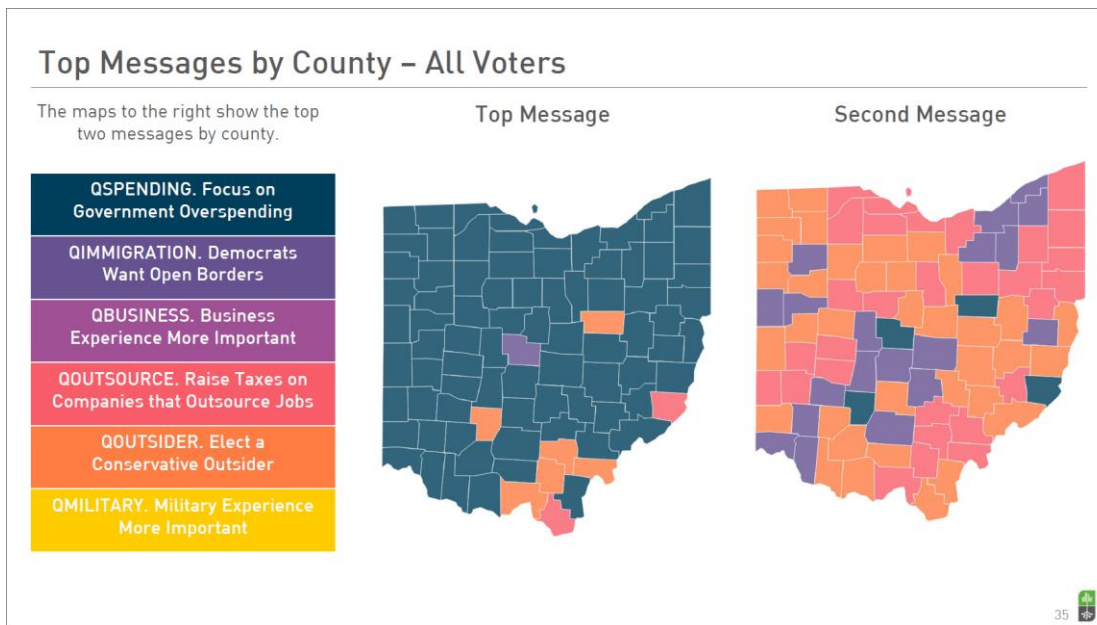 Top Messages by County – All Voters
The maps to the right show the top
two messages by county.
QSPENDING. Focus on
Government Overspending
QIMMIGRATION. Democrats
Want Open Borders
QBUSINESS. Business
Experience More Important
QOUTSOURCE. Raise Taxes on
Companies that Outsource Jobs
QOUTSIDER. Elect a
Conservative Outsider
QMILITARY. Military Experience
More Important
Top Message
Second Message
35